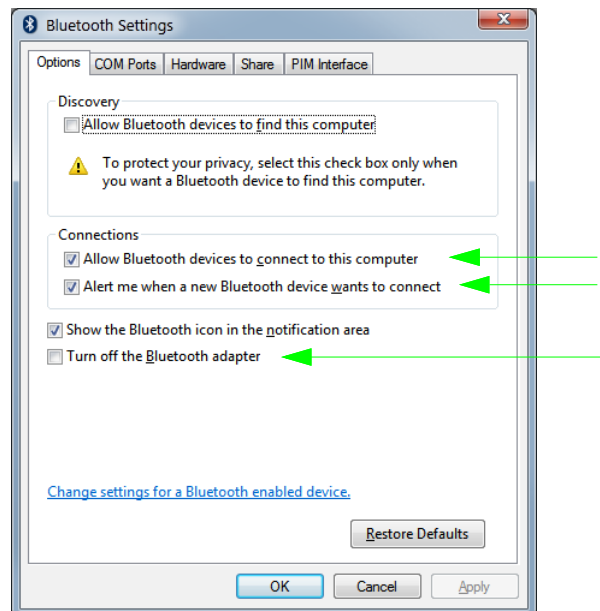 Bluetooth Settings
Options COM Ports Hardware Share PIM Interface
Discovery
Allow Bluetooth devices to find this computer
To protect your privacy, select this check box only when
you want a Bluetooth device to find this computer.
Connections
Allow Bluetooth devices to connect to this computer
Alert me when a new Bluetooth device wants to connect
Show the Bluetooth icon in the notification area
Turn off the Bluetooth adapter
Change settings for a Bluetooth enabled device.
Restore Defaults
OK Cancel Apply